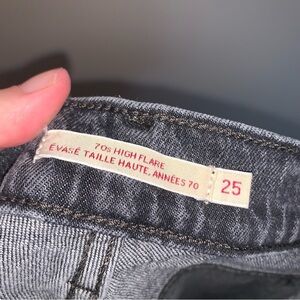 70s HIGH FLARE
ÉVASÉ TAILLE HAUTE, ANNÉES 70
25